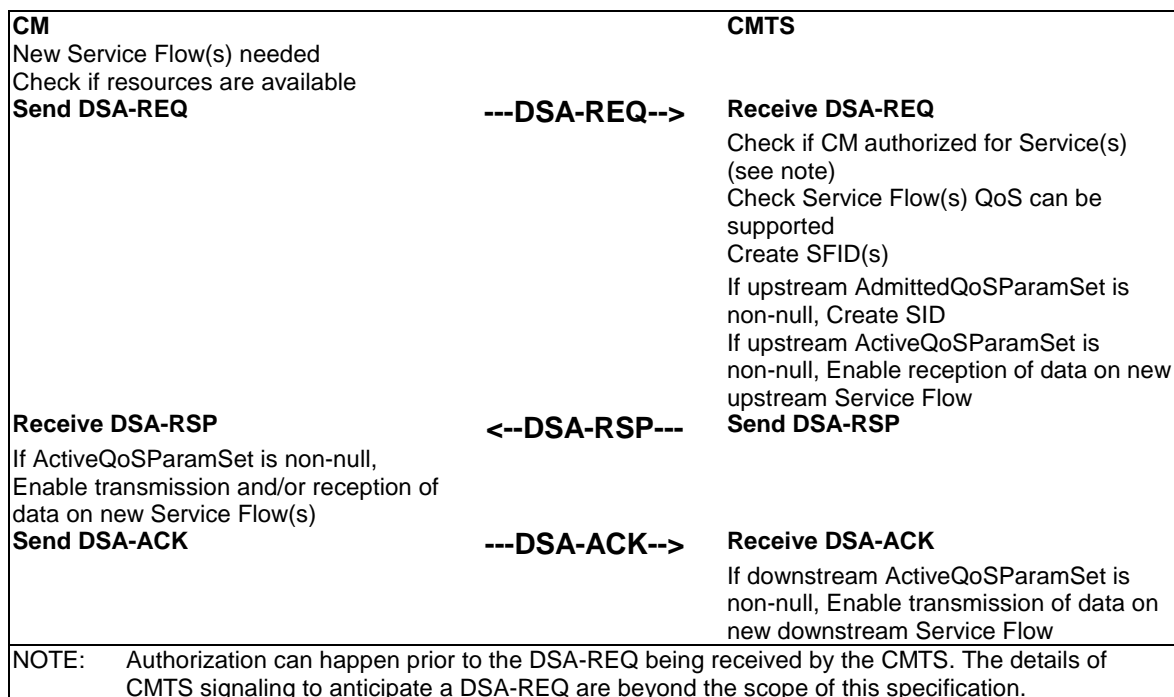 CM CMTS
New Service Flow(s) needed
Check if resources are available
Send DSA-REQ ---DSA-REQ--> Receive DSA-REQ
Check if CM authorized for Service(s)
(see note)
Check Service Flow(s) QoS can be
supported
Create SFID(s)
If upstream AdmittedQoSParamSet is
non-null, Create SID
If upstream ActiveQoSParamSet is
non-null, Enable reception of data on new
upstream Service Flow
Receive DSA-RSP <--DSA-RSP--- Send DSA-RSP
If ActiveQoSParamSet is non-null,
Enable transmission and/or reception of
data on new Service Flow(s)
Send DSA-ACK ---DSA-ACK--> Receive DSA-ACK
If downstream ActiveQoSParamSet is
non-null, Enable transmission of data on
new downstream Service Flow
NOTE: Authorization can happen prior to the DSA-REQ being received by the CMTS. The details of
CMTS signaling to anticipate a DSA-REQ are beyond the scope of this specification.